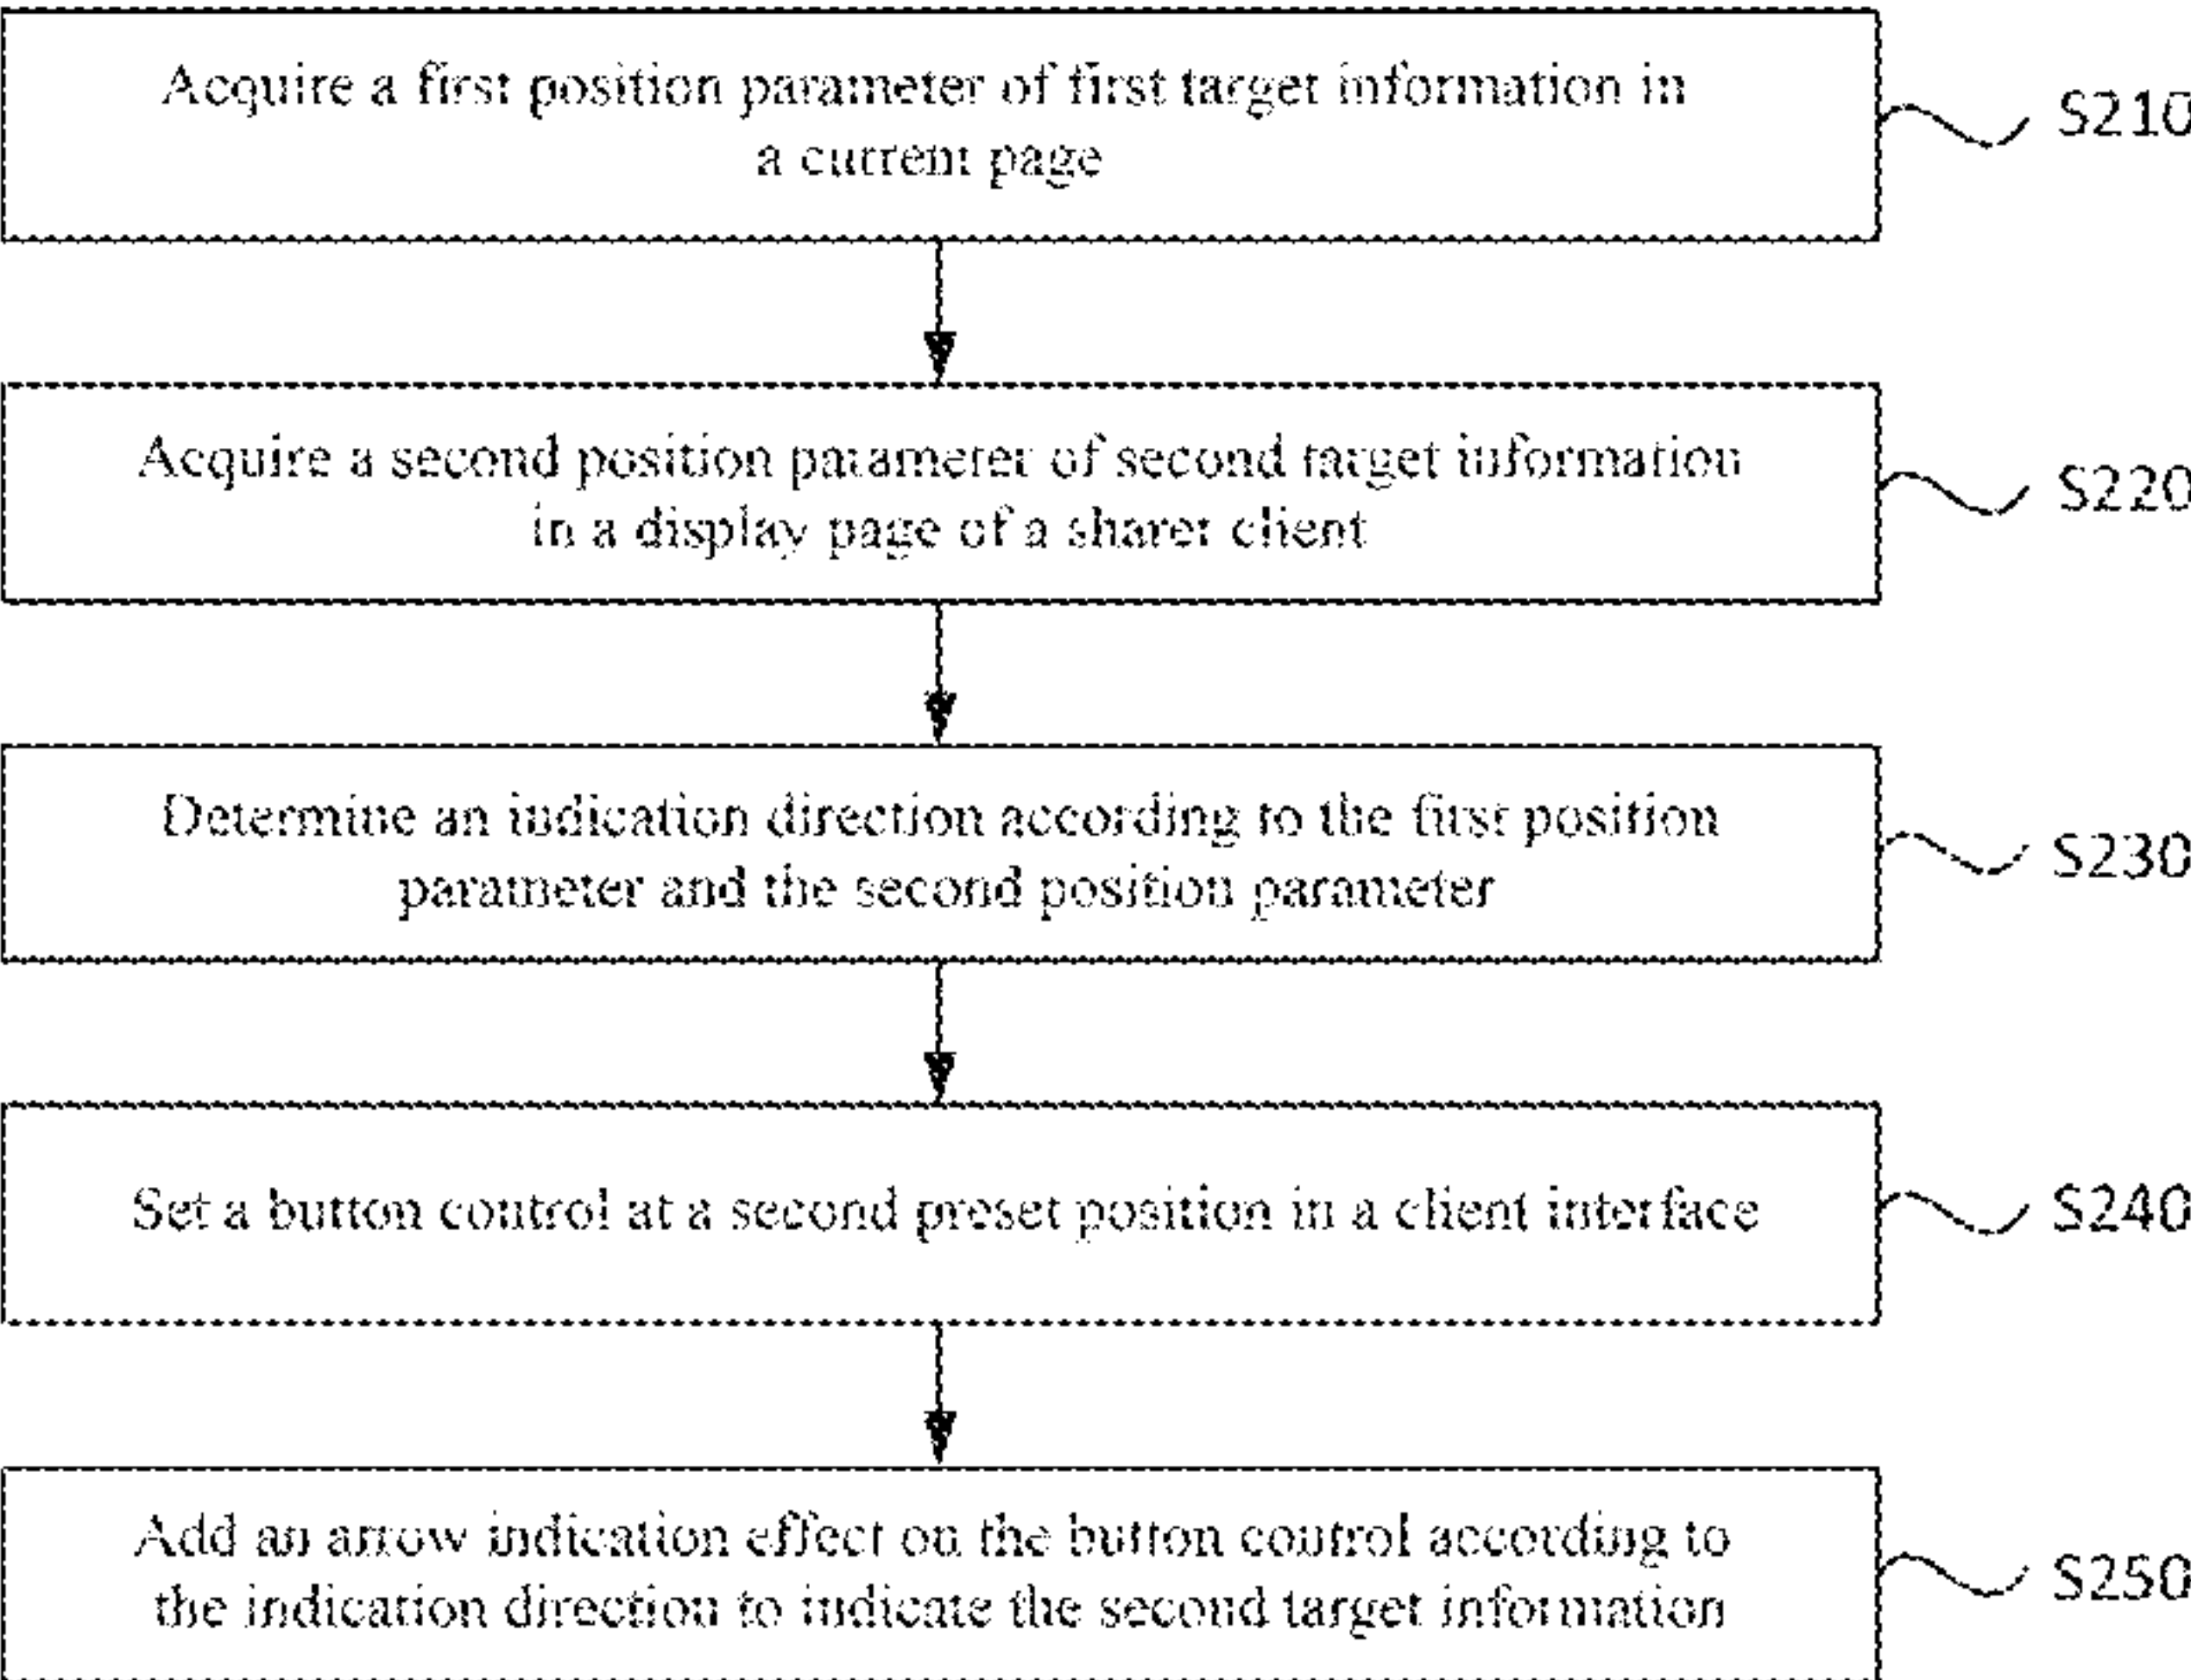 Acquire a first position parameter of first target information in
a current page
S210
Acquire a second position parameter of second target information
in a display page of a sharer client
S220
Determine an indication direction according to the first position
parameter and the second position parameter
S230
Set a button control at a second preset position in a client interface
S240
Add an arrow indication effect on the button control according to
the indication direction to indicate the second target information
S250